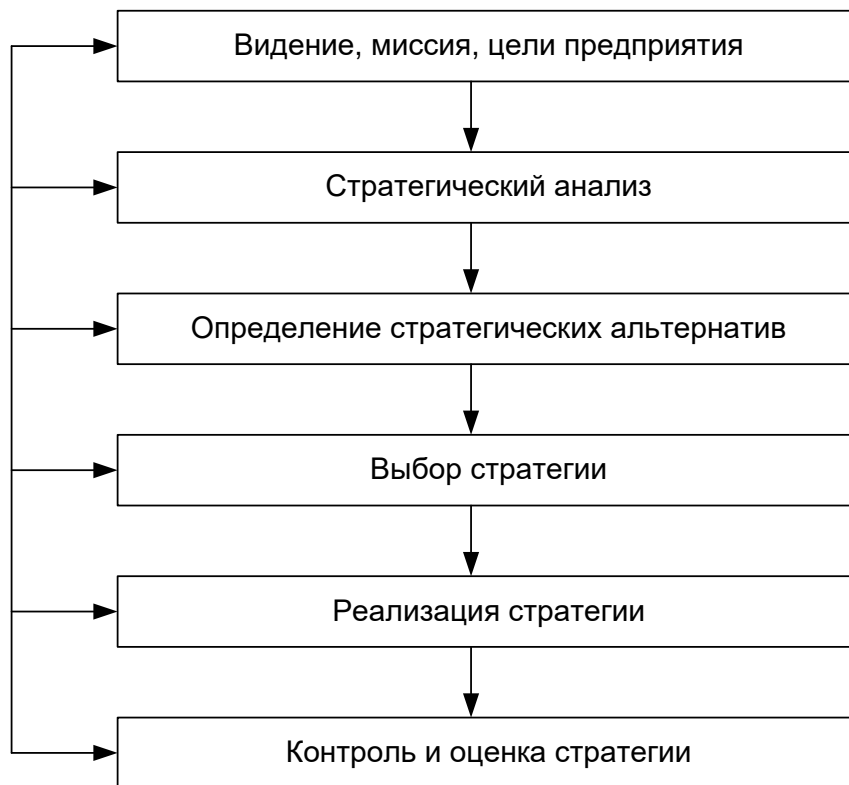 Видение, миссия, цели предприятия
Стратегический анализ
Определение стратегических альтернатив
Выбор стратегии
Реализация стратегии
Контроль и оценка стратегии